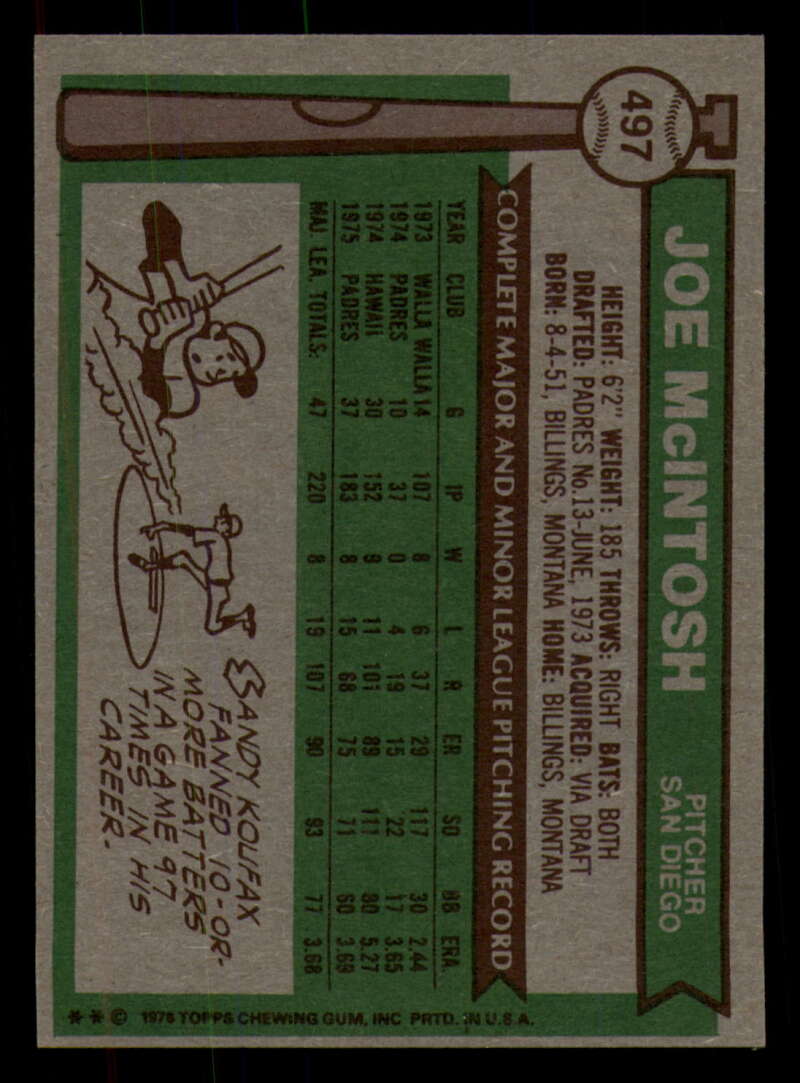 497
JOE McINTOSH
PITCHER
SAN DIEGO
HEIGHT: 6'2" WEIGHT: 185 THROWS: RIGHT BATS: BOTH
DRAFTED: PADRES No.13-JUNE, 1973 ACQUIRED: VIA DRAFT
BORN: 8-4-51, BILLINGS, MONTANA HOME: BILLINGS, MONTANA
COMPLETE MAJOR AND MINOR LEAGUE PITCHING RECORD
YEAR CLUB G IP W L R ER SO BB ERA
1973 WALLA WALLA 14 107 8 6 37 29 117 30 2.44
1974 PADRES 10 37 0 4 19 15 22 17 3.65
1974 HAWAII 30 152 9 11 101 89 111 80 5.27
1975 PADRES 37 183 8 15 68 75 71 60 3.69
MAJ. LEA. TOTALS: 47 220 8 19 107 90 93 77 3.68
SANDY KOUFAX
FANNED 10-OR-
MORE BATTERS
IN A GAME 97
TIMES IN HIS
CAREER.
** © 1976 TOPPS CHEWING GUM, INC PRTD. IN U.S.A.